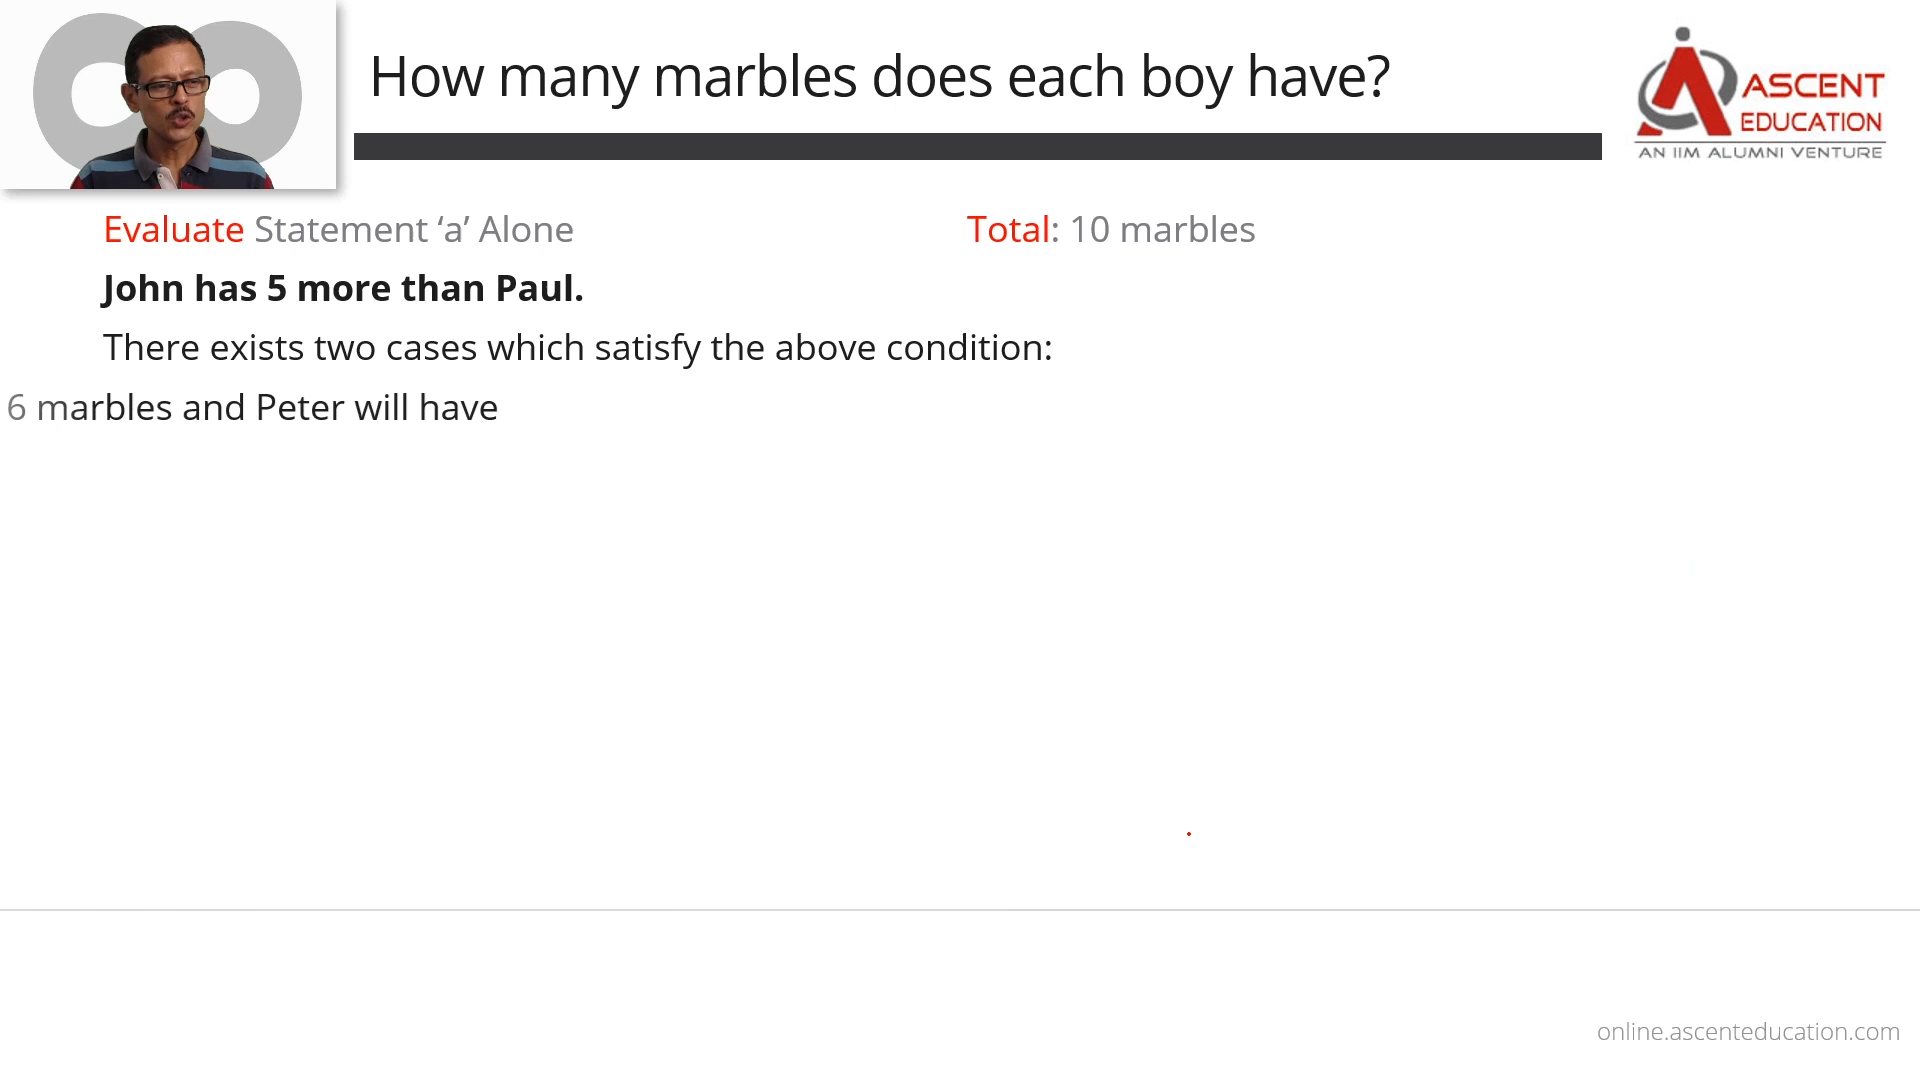 How many marbles does each boy have?
ASCENT
EDUCATION
AN IIM ALUMNI VENTURE
Evaluate Statement ‘a’ Alone
Total: 10 marbles
John has 5 more than Paul.
There exists two cases which satisfy the above condition:
6 marbles and Peter will have
online.ascenteducation.com